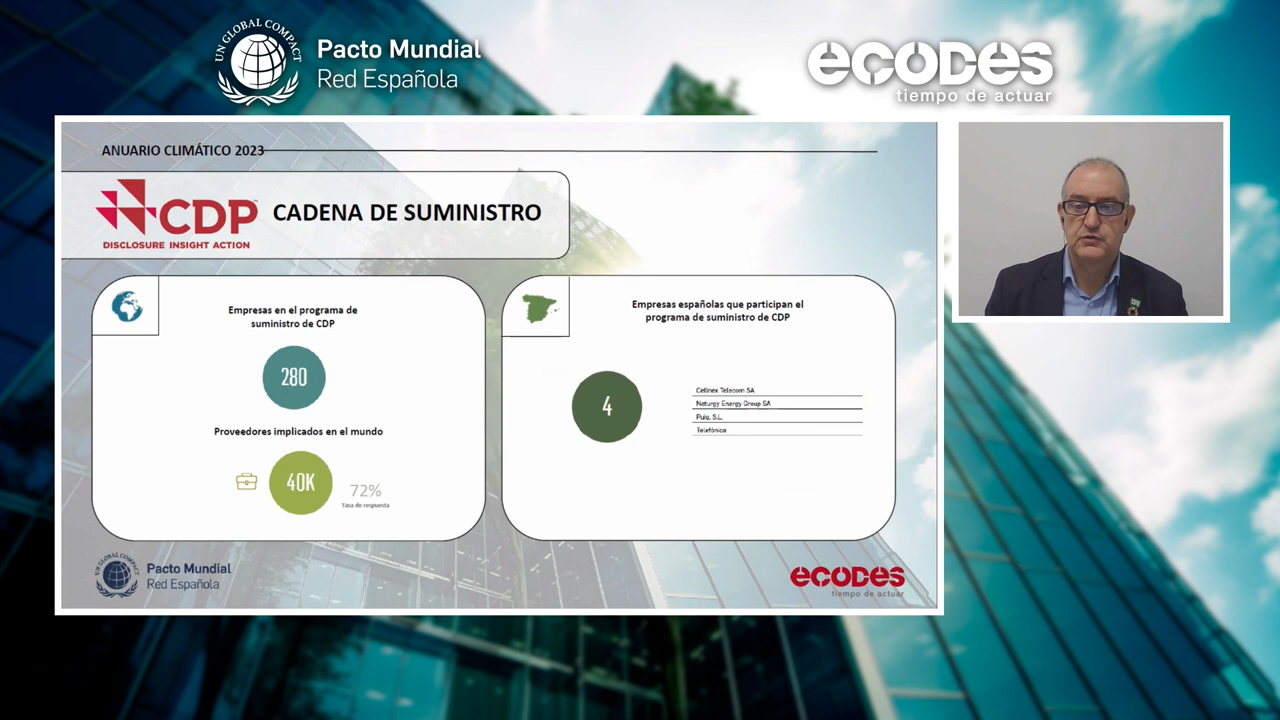 UN GLOBAL COMPACT
Pacto Mundial
Red Española
ecodes
tiempo de actuar
ANUARIO CLIMÁTICO 2023
CDP
DISCLOSURE INSIGHT ACTION
CADENA DE SUMINISTRO
Empresas en el programa de
suministro de CDP
280
Proveedores implicados en el mundo
40K
72%
Tasa de respuesta
Empresas españolas que participan el
programa de suministro de CDP
4
Cellnex Telecom SA
Naturgy Energy Group SA
Puig, S.L.
Telefónica
UN GLOBAL COMPACT
Pacto Mundial
Red Española
ecodes
tiempo de actuar